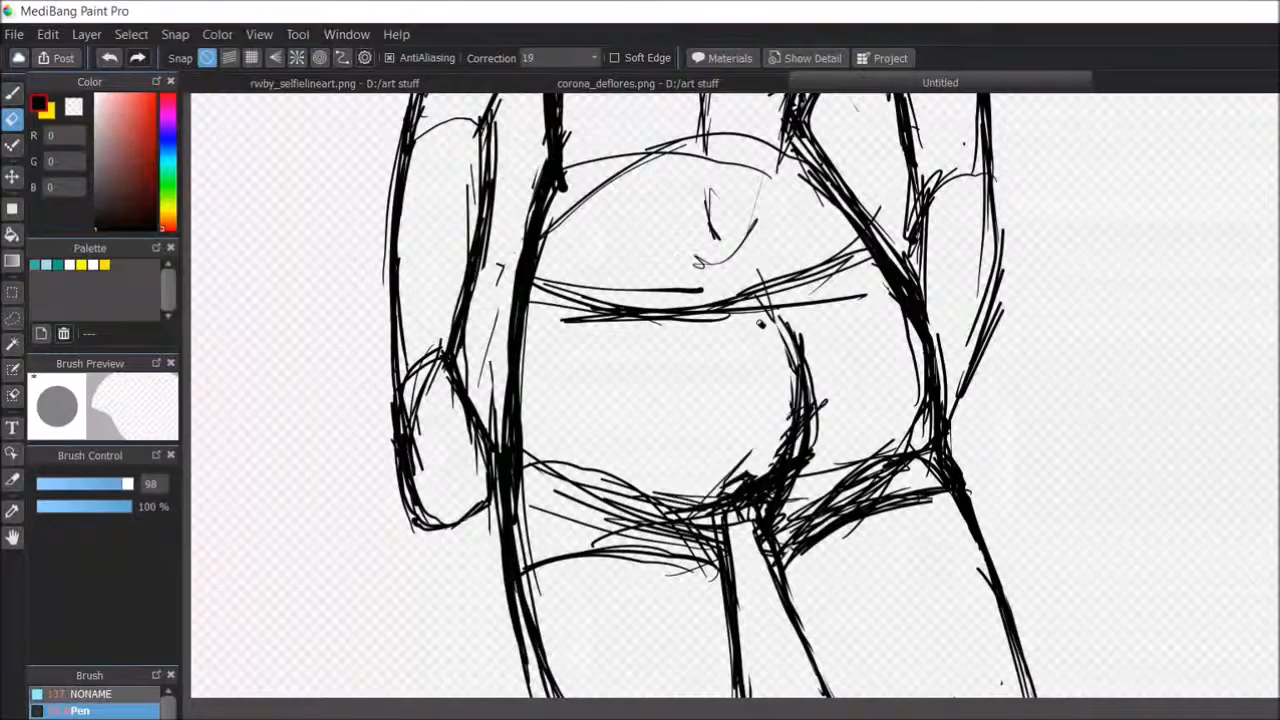 MediBang Paint Pro
File Edit Layer Select Snap Color View Tool Window Help
Post Snap AntiAliasing Correction 19 Soft Edge Materials Show Detail Project
Color rwby_selfielineart.png - D:/art stuff corona_deflores.png - D:/art stuff Untitled
R 0
G 0
B 0
Palette
---
Brush Preview
*
Brush Control
98
100 %
Brush
137 NONAME
Pen